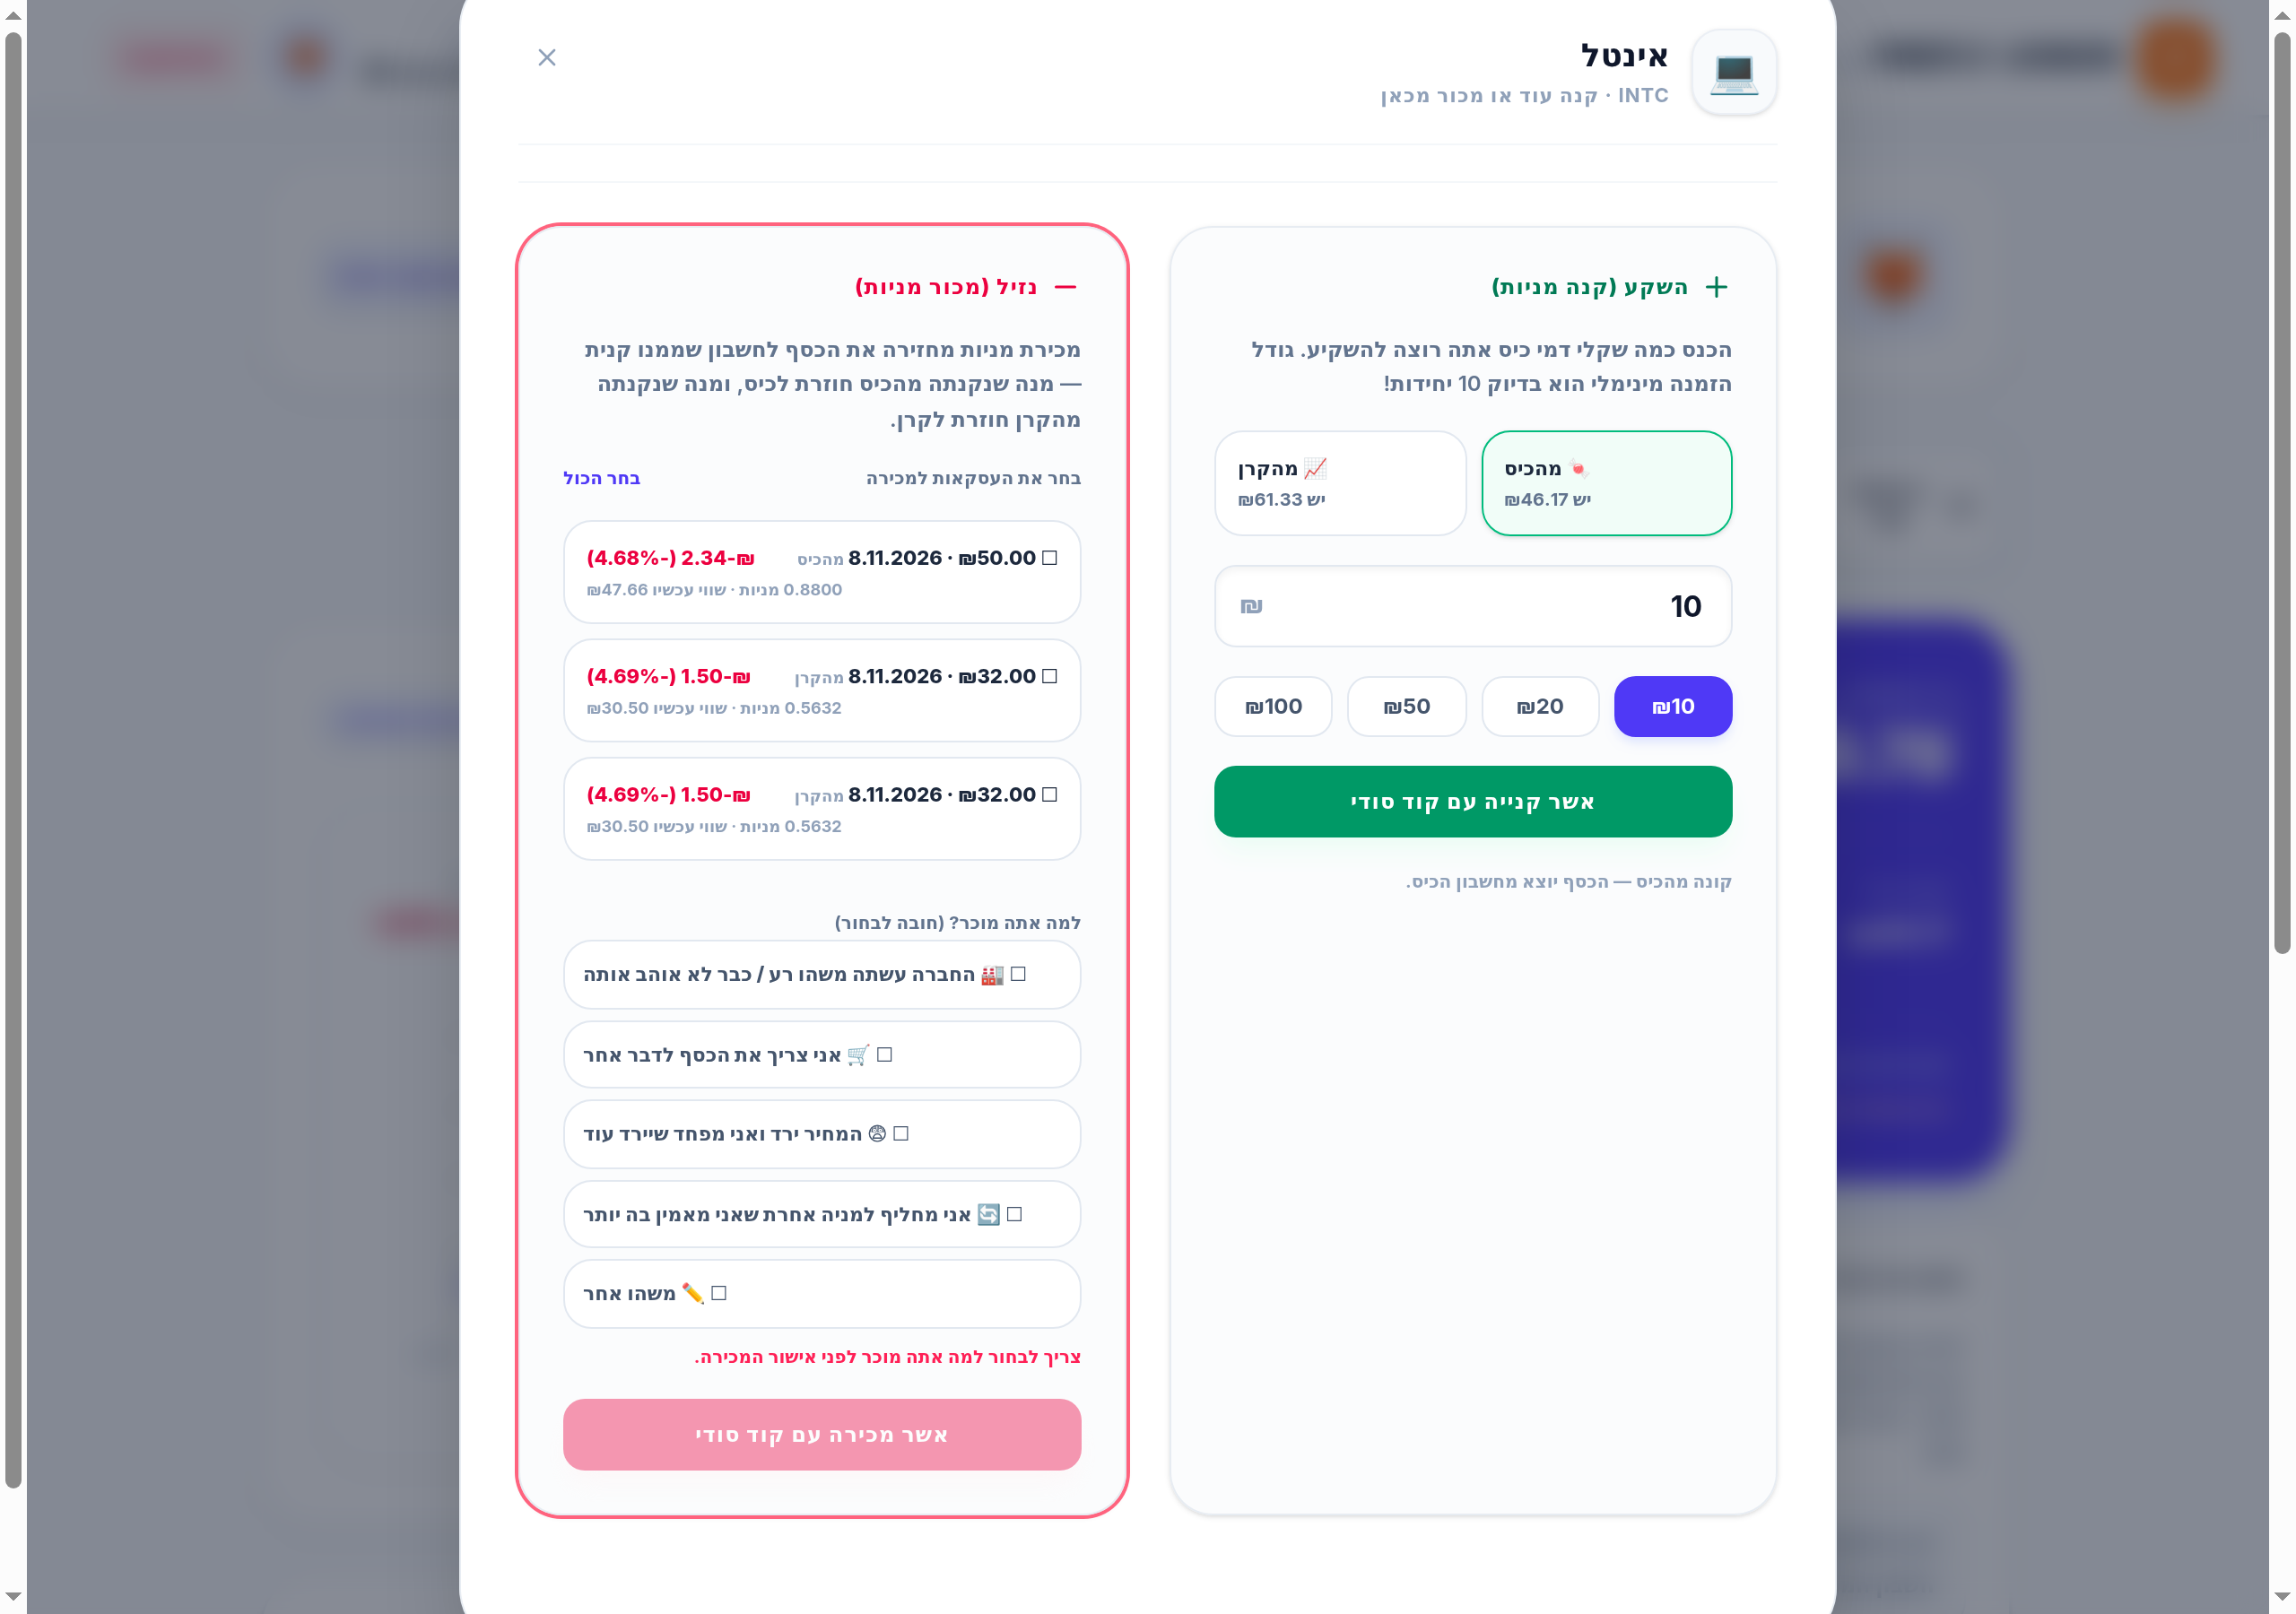 אינטל
INTC · קנה עוד או מכור מכאן
השקע (קנה מניות)
הכנס כמה שקלי דמי כיס אתה רוצה להשקיע. גודל
הזמנה מינימלי הוא בדיוק 10 יחידות!
🍬 מהכיס
יש ₪46.17
📈 מהקרן
יש ₪61.33
10
₪
₪10
₪20
₪50
₪100
אשר קנייה עם קוד סודי
קונה מהכיס — הכסף יוצא מחשבון הכיס.
נזיל (מכור מניות)
מכירת מניות מחזירה את הכסף לחשבון שממנו קנית
— מנה שנקנתה מהכיס חוזרת לכיס, ומנה שנקנתה
מהקרן חוזרת לקרן.
בחר את העסקאות למכירה
בחר הכול
☐ ₪50.00 · 8.11.2026 מהכיס ₪-2.34 (-4.68%)
0.8800 מניות · שווי עכשיו ₪47.66
☐ ₪32.00 · 8.11.2026 מהקרן ₪-1.50 (-4.69%)
0.5632 מניות · שווי עכשיו ₪30.50
☐ ₪32.00 · 8.11.2026 מהקרן ₪-1.50 (-4.69%)
0.5632 מניות · שווי עכשיו ₪30.50
למה אתה מוכר? (חובה לבחור)
☐ 🏭 החברה עשתה משהו רע / כבר לא אוהב אותה
☐ 🛒 אני צריך את הכסף לדבר אחר
☐ 😨 המחיר ירד ואני מפחד שיירד עוד
☐ 🔄 אני מחליף למניה אחרת שאני מאמין בה יותר
☐ ✏️ משהו אחר
צריך לבחור למה אתה מוכר לפני אישור המכירה.
אשר מכירה עם קוד סודי